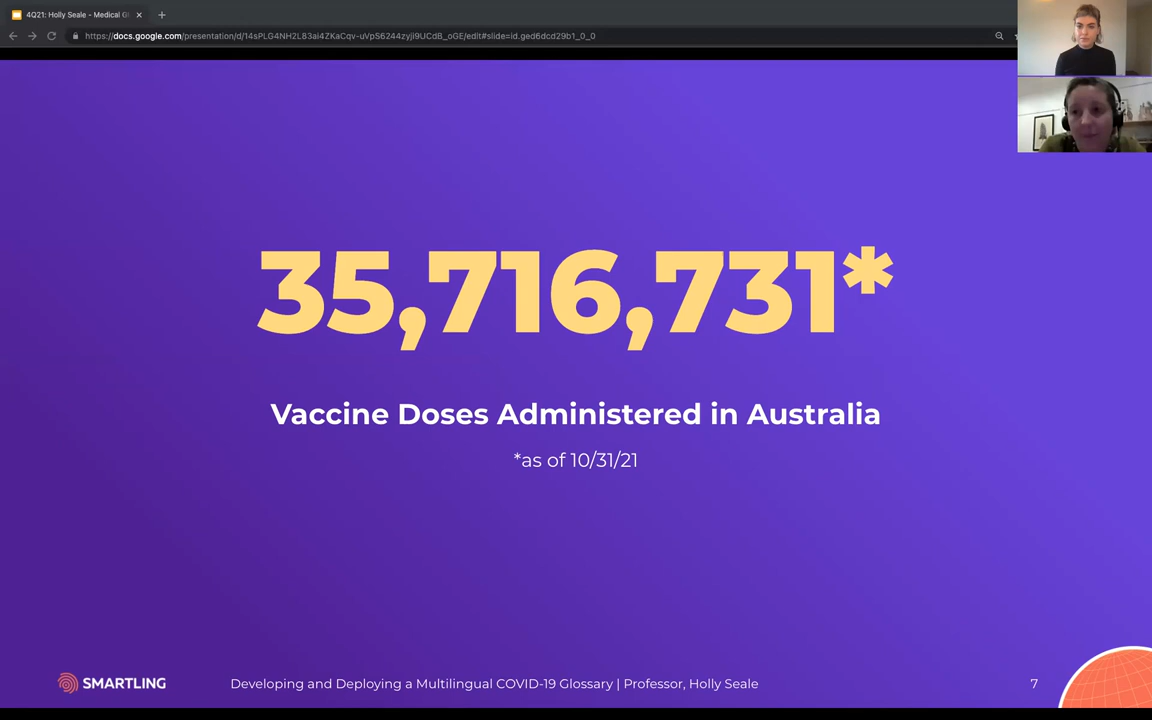 4Q21: Holly Seale - Medical Gl
https://docs.google.com/presentation/d/14sPLG4NH2L83ai4ZKaCqv-uVpS6244zyji9UCdB_oGE/edit#slide=id.ged6dcd29b1_0_0
35,716,731*
Vaccine Doses Administered in Australia
*as of 10/31/21
SMARTLING
Developing and Deploying a Multilingual COVID-19 Glossary | Professor, Holly Seale
7